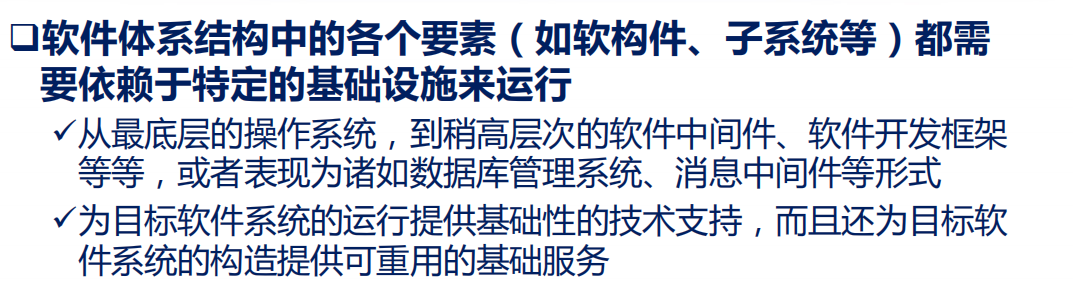 ❑软件体系结构中的各个要素（如软构件、子系统等）都需
要依赖于特定的基础设施来运行
✓从最底层的操作系统，到稍高层次的软件中间件、软件开发框架
等等，或者表现为诸如数据库管理系统、消息中间件等形式
✓为目标软件系统的运行提供基础性的技术支持，而且还为目标软
件系统的构造提供可重用的基础服务